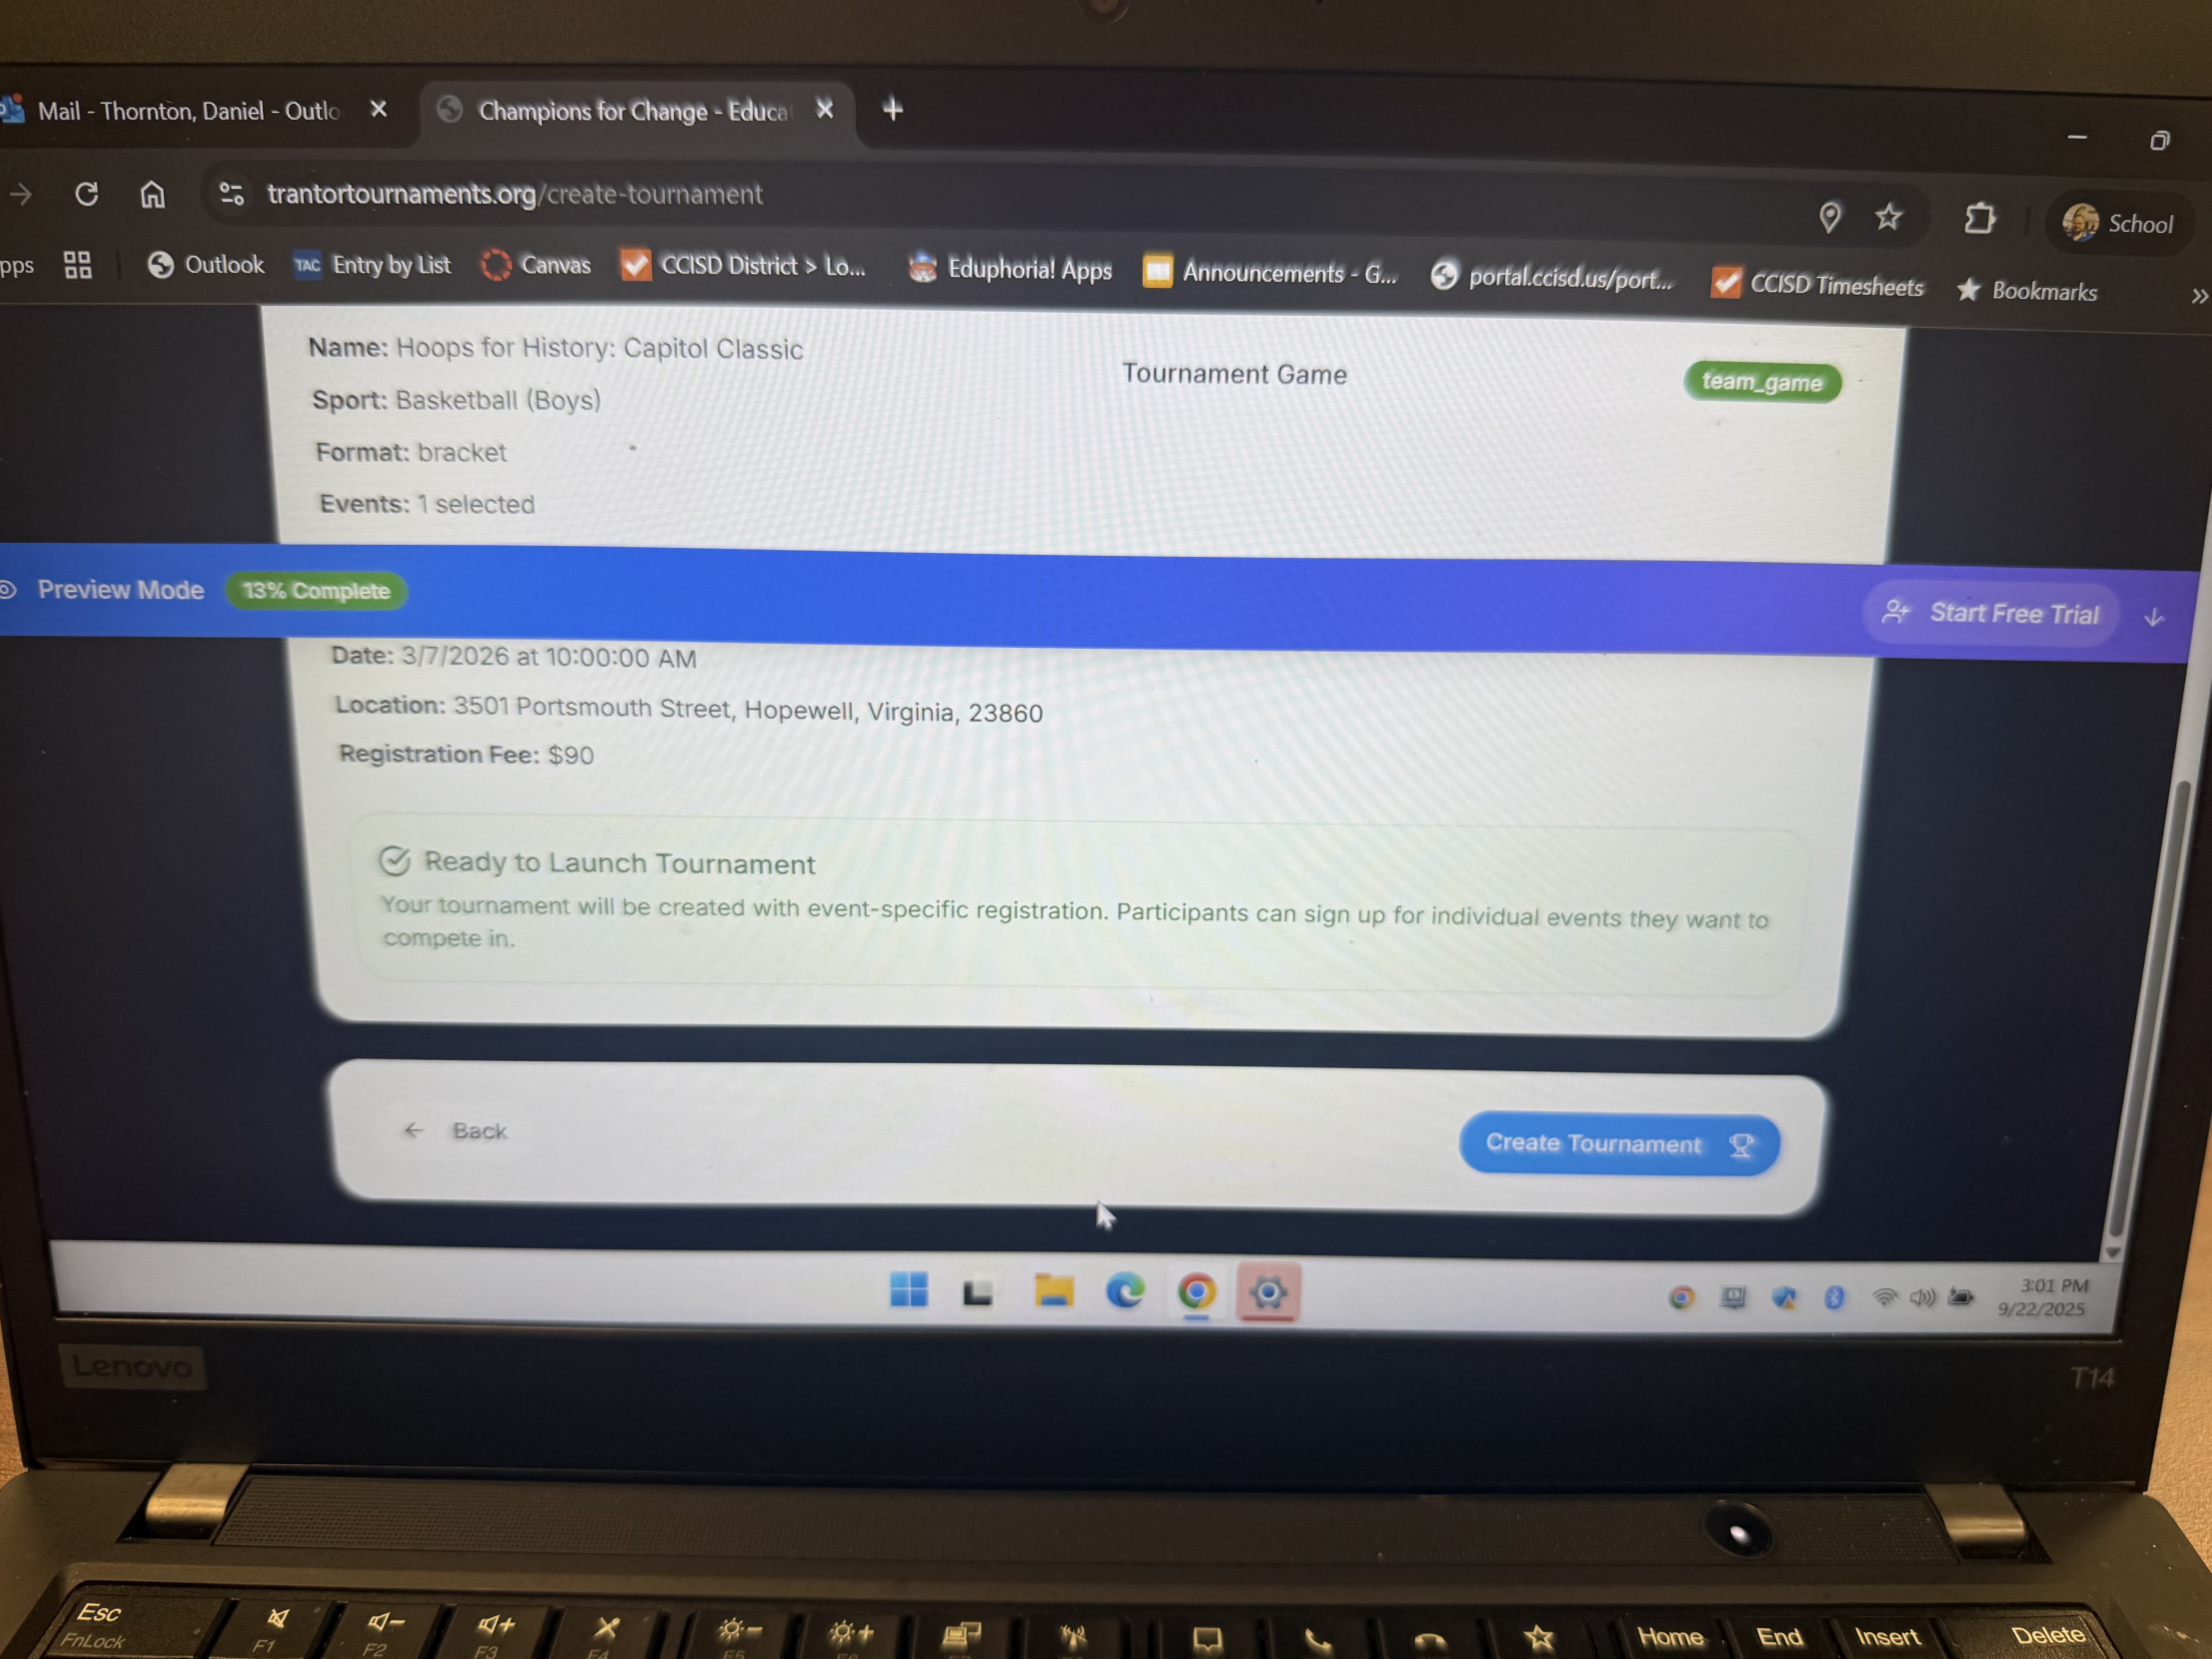 Mail - Thornton, Daniel - Outlo
Champions for Change - Educa
trantortournaments.org/create-tournament
School
pps
Outlook
TAC Entry by List
Canvas
CCISD District > Lo...
Eduphoria! Apps
Announcements - G...
portal.ccisd.us/port...
CCISD Timesheets
Bookmarks
Name: Hoops for History: Capitol Classic
Sport: Basketball (Boys)
Format: bracket
Events: 1 selected
Tournament Game
team_game
Preview Mode
13% Complete
Start Free Trial
Date: 3/7/2026 at 10:00:00 AM
Location: 3501 Portsmouth Street, Hopewell, Virginia, 23860
Registration Fee: $90
Ready to Launch Tournament
Your tournament will be created with event-specific registration. Participants can sign up for individual events they want to
compete in.
Back
Create Tournament
3:01 PM
9/22/2025
Lenovo
T14
Esc
FnLock
F1
F2
F3
F4
Home
End
Insert
Delete